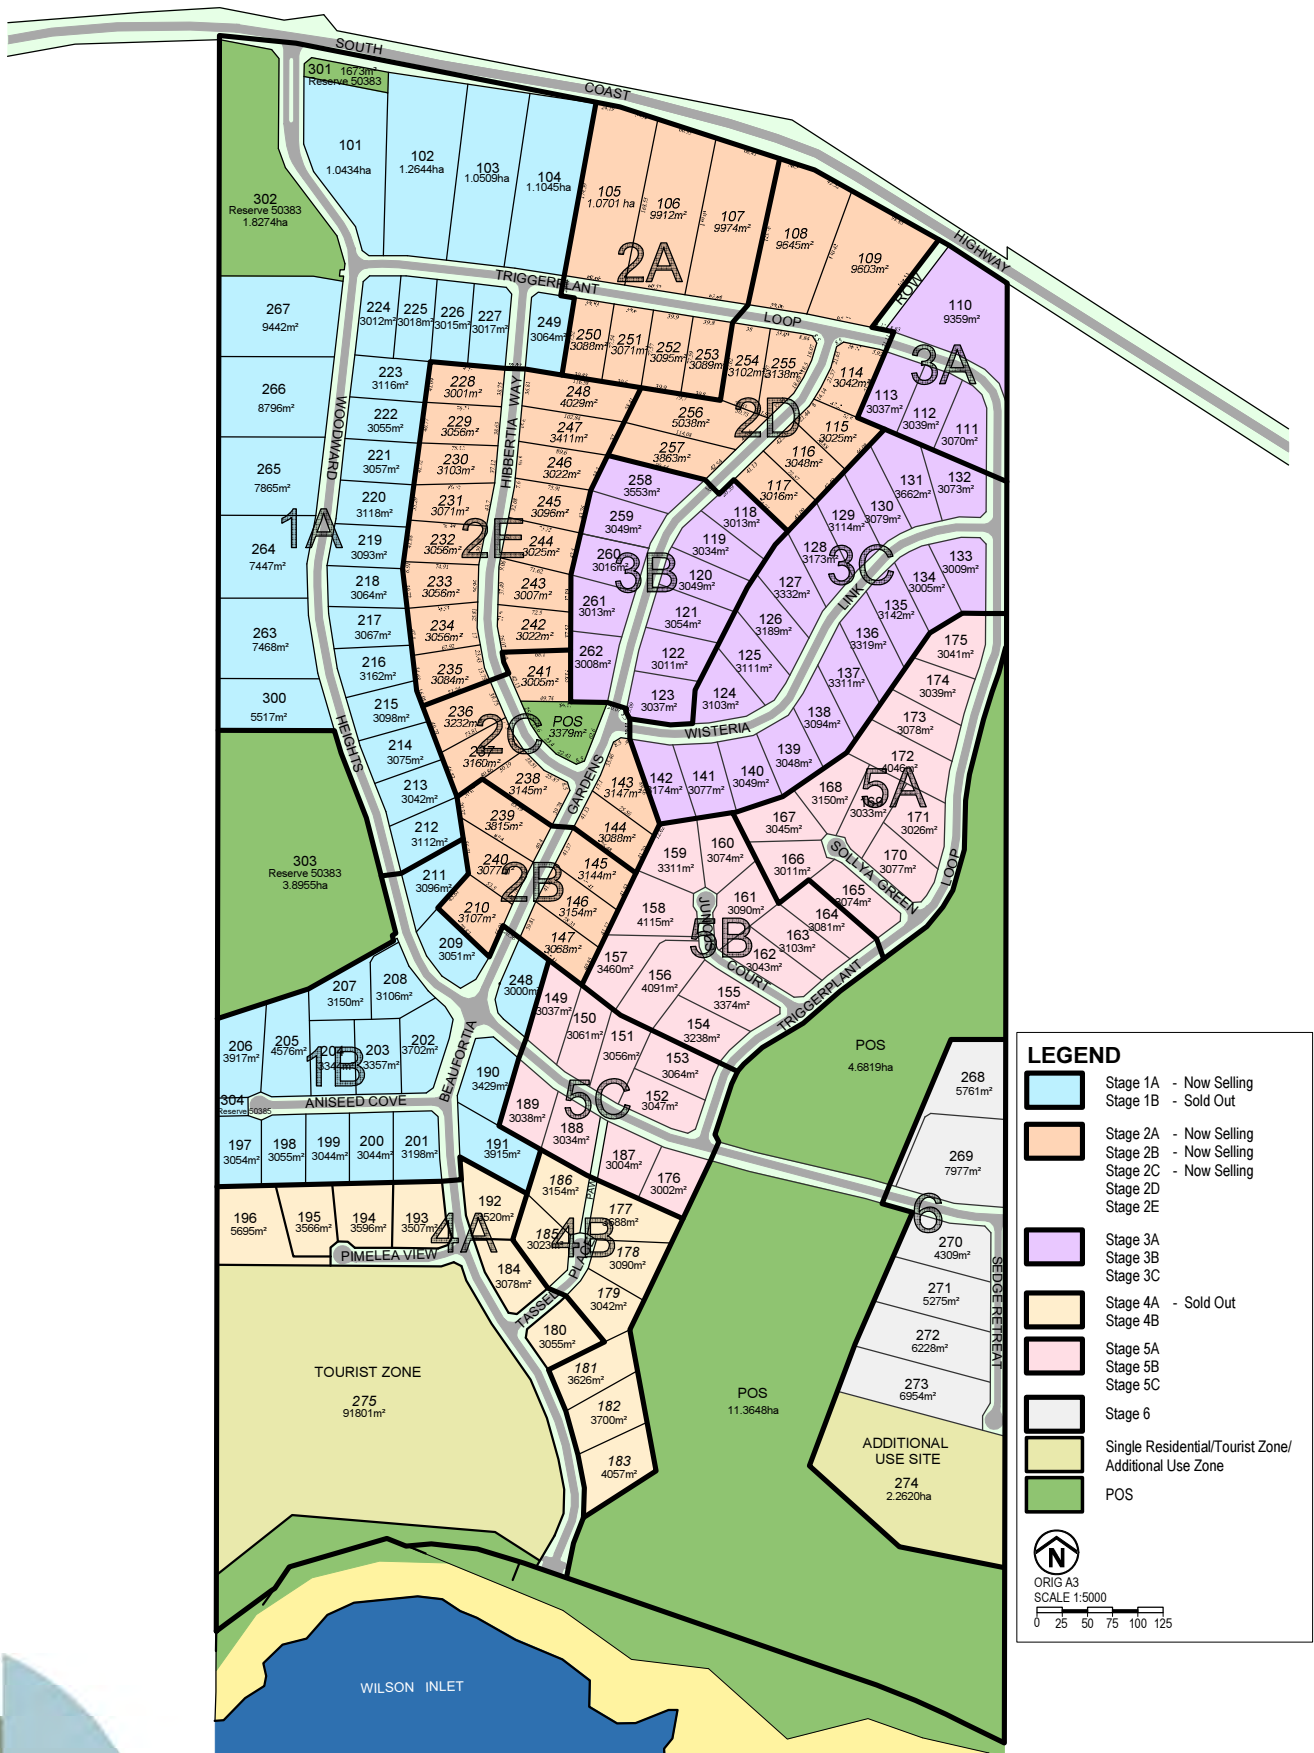 SOUTH
COAST
HIGHWAY
301 1673m²
Reserve 50383
101
1.0434ha
102
1.2644ha
103
1.0509ha
104
1.1045ha
105
1.0701 ha
106
9912m²
107
9974m²
108
9645m²
109
9603m²
110
9359m²
302
Reserve 50383
1.8274ha
2A
ROW
TRIGGERPLANT
LOOP
3A
267
9442m²
224
3012m²
225
3018m²
226
3015m²
227
3017m²
249
3064m²
250
3088m²
251
3071m²
252
3095m²
253
3089m²
254
3102m²
255
3138m²
114
3042m²
113
3037m²
112
3039m²
111
3070m²
266
8796m²
223
3116m²
228
3001m²
248
4029m²
256
5038m²
2D
115
3025m²
222
3055m²
229
3056m²
247
3411m²
257
3863m²
116
3048m²
WOODWARD
HIBBERTIA WAY
265
7865m²
221
3057m²
230
3103m²
246
3022m²
258
3553m²
117
3016m²
131
3662m²
132
3073m²
220
3118m²
231
3071m²
245
3096m²
259
3049m²
118
3013m²
129
3114m²
130
3079m²
1A
264
7447m²
219
3093m²
232
3056m²
2E
244
3025m²
260
3016m²
3B
119
3034m²
128
3173m²
3C
133
3009m²
218
3064m²
233
3056m²
243
3007m²
261
3013m²
120
3049m²
127
3332m²
LINK
134
3005m²
263
7468m²
217
3067m²
234
3056m²
242
3022m²
121
3054m²
126
3189m²
135
3142m²
216
3162m²
235
3084m²
241
3005m²
262
3008m²
122
3011m²
125
3111m²
136
3319m²
175
3041m²
300
5517m²
215
3098m²
236
3232m²
2C
POS
3379m²
123
3037m²
124
3103m²
137
3311m²
174
3039m²
HEIGHTS
214
3075m²
237
3160m²
WISTERIA
138
3094m²
173
3078m²
213
3042m²
238
3145m²
GARDENS
143
3147m²
142
3174m²
141
3077m²
140
3049m²
139
3048m²
172
4046m²
5A
212
3112m²
239
3815m²
144
3088m²
168
3150m²
169
3033m²
171
3026m²
303
Reserve 50383
3.8955ha
211
3096m²
240
3077m²
2B
145
3144m²
159
3311m²
160
3074m²
167
3045m²
166
3011m²
SOLLYA GREEN
170
3077m²
LOOP
210
3107m²
146
3154m²
158
4115m²
161
3090m²
165
3074m²
164
3081m²
209
3051m²
147
3068m²
157
3460m²
5B
COURT
162
3043m²
163
3103m²
207
3150m²
208
3106m²
248
3000m²
149
3037m²
156
4091m²
155
3374m²
TRIGGERPLANT
206
3917m²
205
4576m²
204
3344m²
203
3357m²
202
3702m²
1B
BEAUFORTIA
150
3061m²
151
3056m²
154
3238m²
153
3064m²
POS
4.6819ha
190
3429m²
5C
152
3047m²
268
5761m²
304
Reserve 50385
ANISEED COVE
189
3038m²
188
3034m²
187
3004m²
176
3002m²
197
3054m²
198
3055m²
199
3044m²
200
3044m²
201
3198m²
191
3915m²
269
7977m²
186
3154m²
PAW
192
3520m²
177
3688m²
6
196
5695m²
195
3566m²
194
3596m²
193
3507m²
4A
185
3023m²
4B
178
3090m²
270
4309m²
PIMELEA VIEW
184
3078m²
TASSEL PLACE
179
3042m²
271
5275m²
SEDGE RETREAT
180
3055m²
272
6228m²
181
3626m²
273
6954m²
TOURIST ZONE
275
91801m²
182
3700m²
183
4057m²
POS
11.3648ha
ADDITIONAL
USE SITE
274
2.2620ha
WILSON INLET
LEGEND
Stage 1A - Now Selling
Stage 1B - Sold Out
Stage 2A - Now Selling
Stage 2B - Now Selling
Stage 2C - Now Selling
Stage 2D
Stage 2E
Stage 3A
Stage 3B
Stage 3C
Stage 4A - Sold Out
Stage 4B
Stage 5A
Stage 5B
Stage 5C
Stage 6
Single Residential/Tourist Zone/
Additional Use Zone
POS
N
ORIG A3
SCALE 1:5000
0 25 50 75 100 125